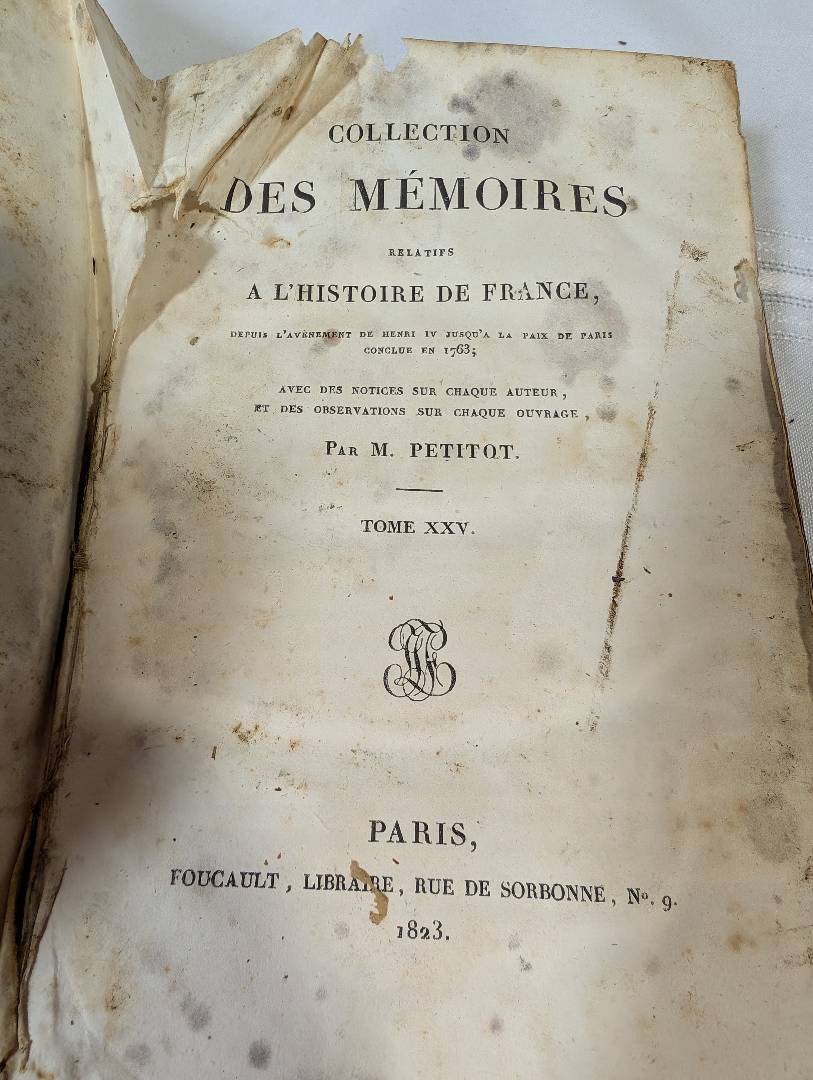 COLLECTION
DES MÉMOIRES
RELATIFS
A L'HISTOIRE DE FRANCE,
DEPUIS L'AVÉNEMENT DE HENRI IV JUSQU'A LA PAIX DE PARIS
CONCLUE EN 1763;
AVEC DES NOTICES SUR CHAQUE AUTEUR,
ET DES OBSERVATIONS SUR CHAQUE OUVRAGE,
PAR M. PETITOT.
TOME XXV.
PARIS,
FOUCAULT, LIBRAIRE, RUE DE SORBONNE, Nº. 9.
1823.